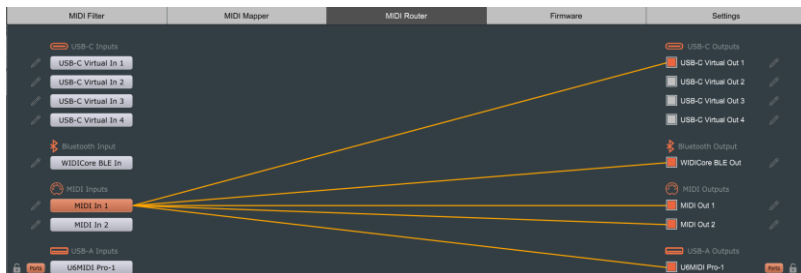 MIDI Filter MIDI Mapper MIDI Router Firmware Settings
USB-C Inputs USB-C Outputs
USB-C Virtual In 1 USB-C Virtual Out 1
USB-C Virtual In 2 USB-C Virtual Out 2
USB-C Virtual In 3 USB-C Virtual Out 3
USB-C Virtual In 4 USB-C Virtual Out 4
Bluetooth Input Bluetooth Output
WIDICore BLE In WIDICore BLE Out
MIDI Inputs MIDI Outputs
MIDI In 1 MIDI Out 1
MIDI In 2 MIDI Out 2
USB-A Inputs USB-A Outputs
Ports U6MIDI Pro-1 U6MIDI Pro-1 Ports